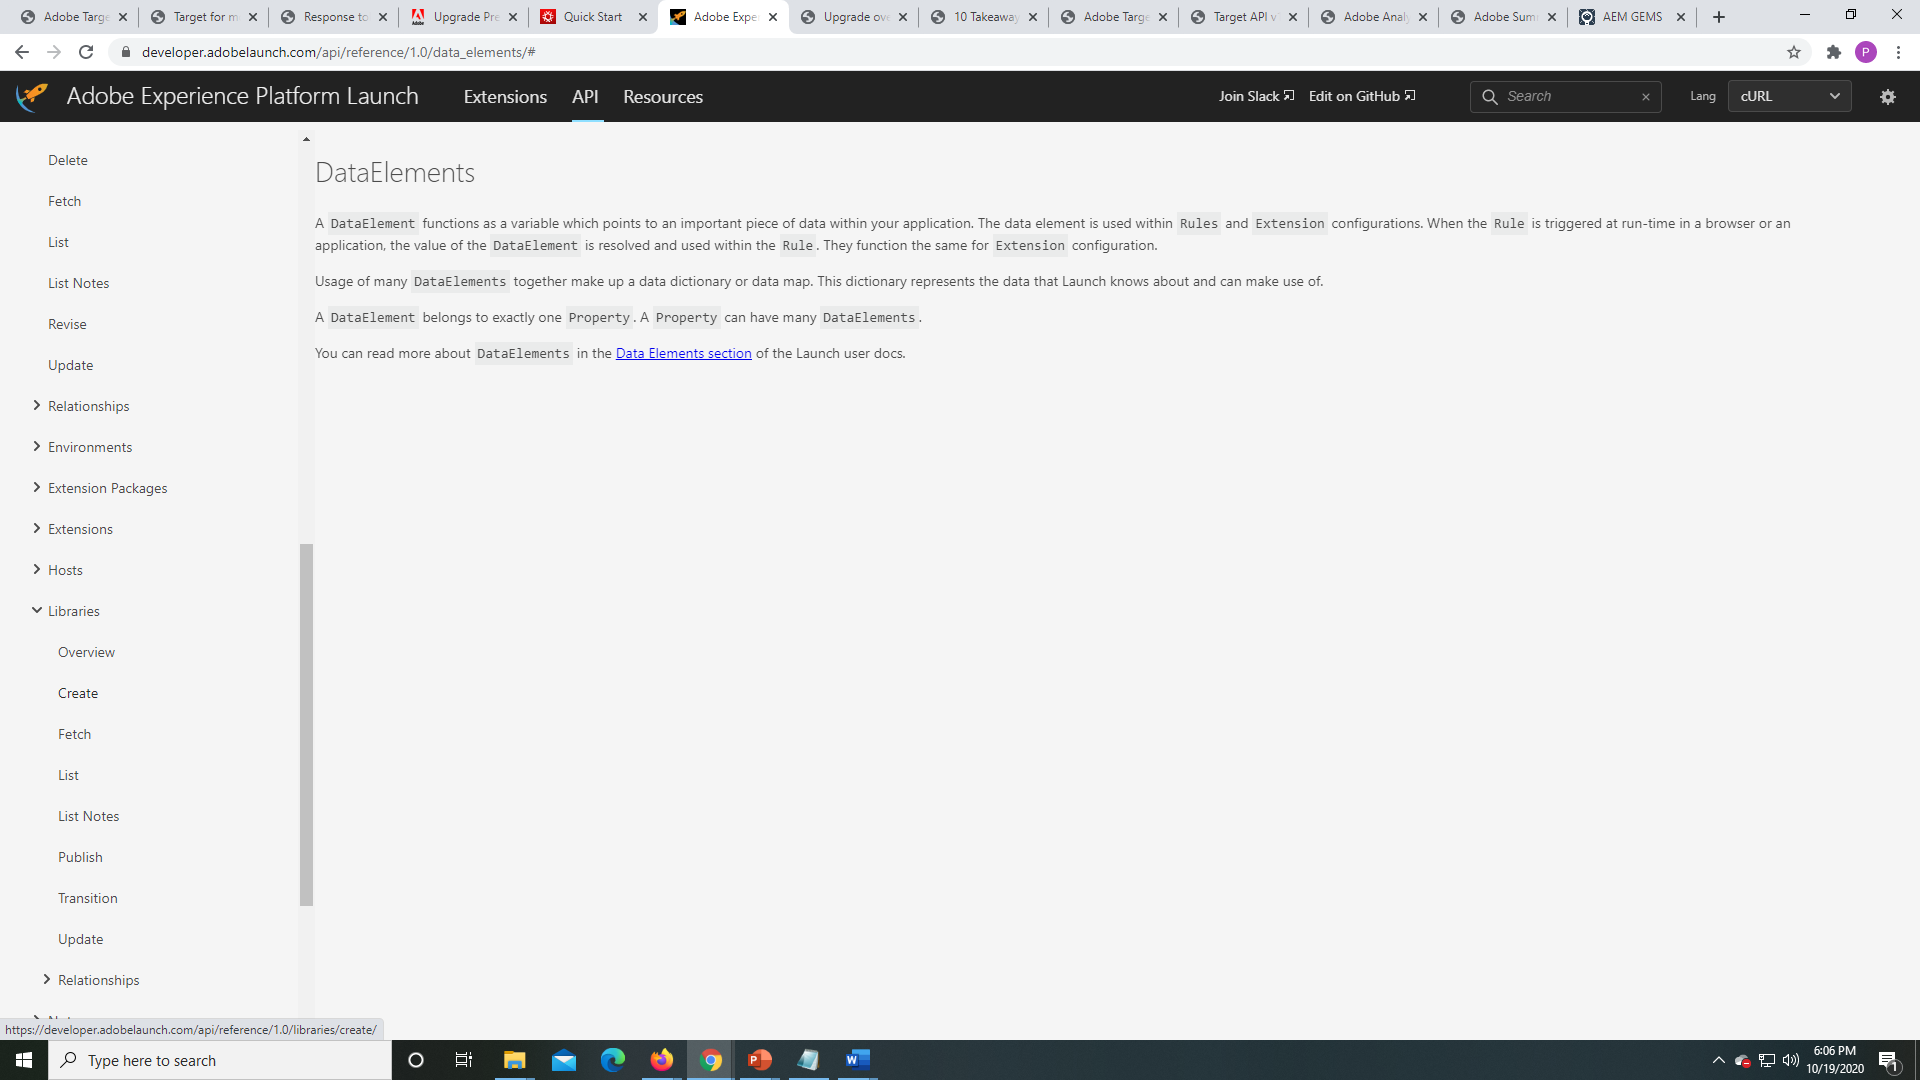 Adobe Targe
Target for m
Response to
Upgrade Pre
Quick Start
Adobe Expe
Upgrade ov
10 Takeaway
Adobe Targe
Target API v
Adobe Analy
Adobe Sum
AEM GEMS
developer.adobelaunch.com/api/reference/1.0/data_elements/#
P
Adobe Experience Platform Launch
Extensions
API
Resources
Join Slack
Edit on GitHub
Search
Lang
cURL
Delete
Fetch
List
List Notes
Revise
Update
Relationships
Environments
Extension Packages
Extensions
Hosts
Libraries
Overview
Create
Fetch
List
List Notes
Publish
Transition
Update
Relationships
DataElements
A DataElement functions as a variable which points to an important piece of data within your application. The data element is used within Rules and Extension configurations. When the Rule is triggered at run-time in a browser or an
application, the value of the DataElement is resolved and used within the Rule. They function the same for Extension configuration.
Usage of many DataElements together make up a data dictionary or data map. This dictionary represents the data that Launch knows about and can make use of.
A DataElement belongs to exactly one Property. A Property can have many DataElements.
You can read more about DataElements in the Data Elements section of the Launch user docs.
https://developer.adobelaunch.com/api/reference/1.0/libraries/create/
Type here to search
6:06 PM
10/19/2020
1